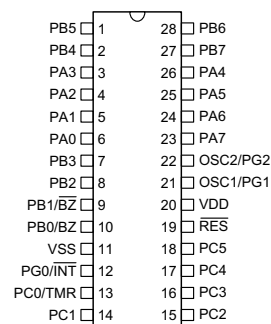 PB5 1 28 PB6
PB4 2 27 PB7
PA3 3 26 PA4
PA2 4 25 PA5
PA1 5 24 PA6
PA0 6 23 PA7
PB3 7 22 OSC2/PG2
PB2 8 21 OSC1/PG1
PB1/B̅Z̅ 9 20 VDD
PB0/BZ 10 19 R̅E̅S̅
VSS 11 18 PC5
PG0/I̅N̅T̅ 12 17 PC4
PC0/TMR 13 16 PC3
PC1 14 15 PC2